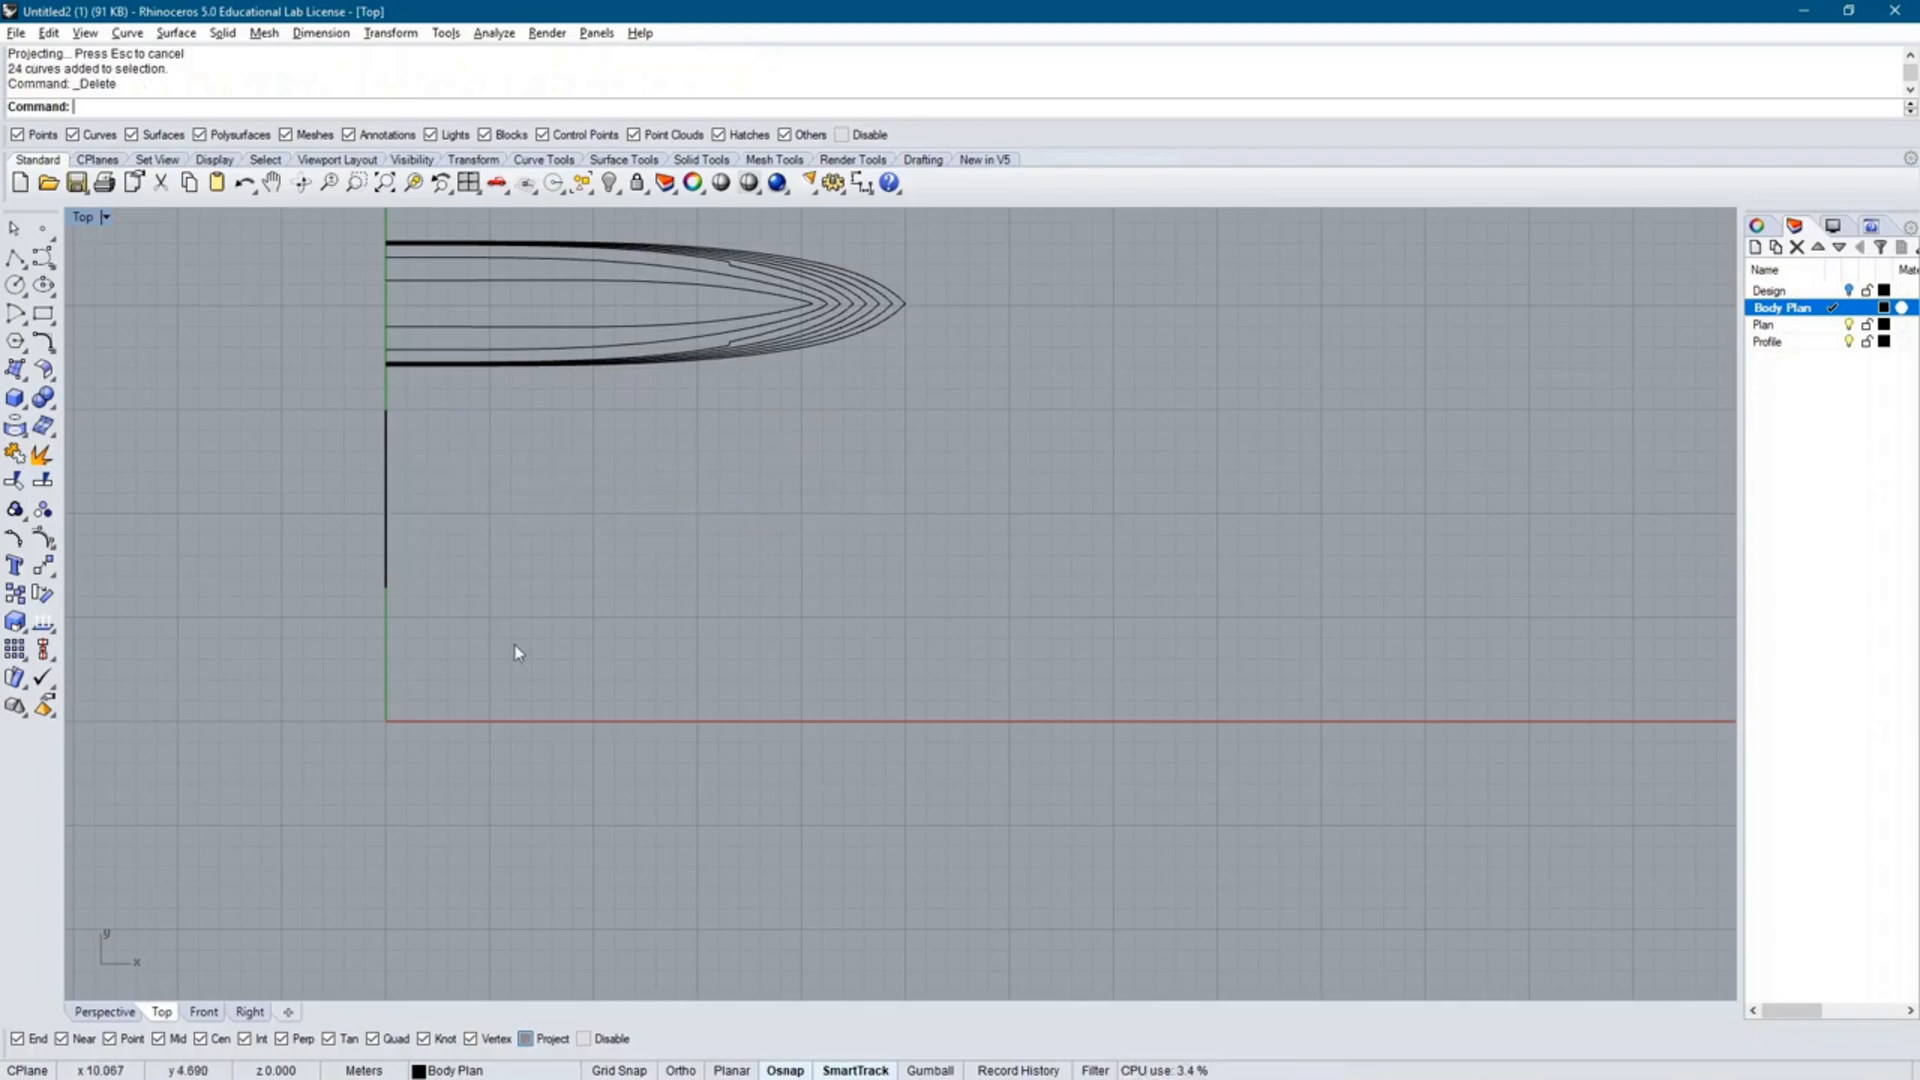 Untitled2 (1) (91 KB) - Rhinoceros 5.0 Educational Lab License - [Top]
File Edit View Curve Surface Solid Mesh Dimension Transform Tools Analyze Render Panels Help
Projecting... Press Esc to cancel
24 curves added to selection.
Command: _Delete
Command:
Points Curves Surfaces Polysurfaces Meshes Annotations Lights Blocks Control Points Point Clouds Hatches Others Disable
Standard CPlanes Set View Display Select Viewport Layout Visibility Transform Curve Tools Surface Tools Solid Tools Mesh Tools Render Tools Drafting New in V5
Top
Name Mate
Design
Body Plan
Plan
Profile
y
x
Perspective Top Front Right
End Near Point Mid Cen Int Perp Tan Quad Knot Vertex Project Disable
CPlane x 10.067 y 4.690 z 0.000 Meters Body Plan Grid Snap Ortho Planar Osnap SmartTrack Gumball Record History Filter CPU use: 3.4 %